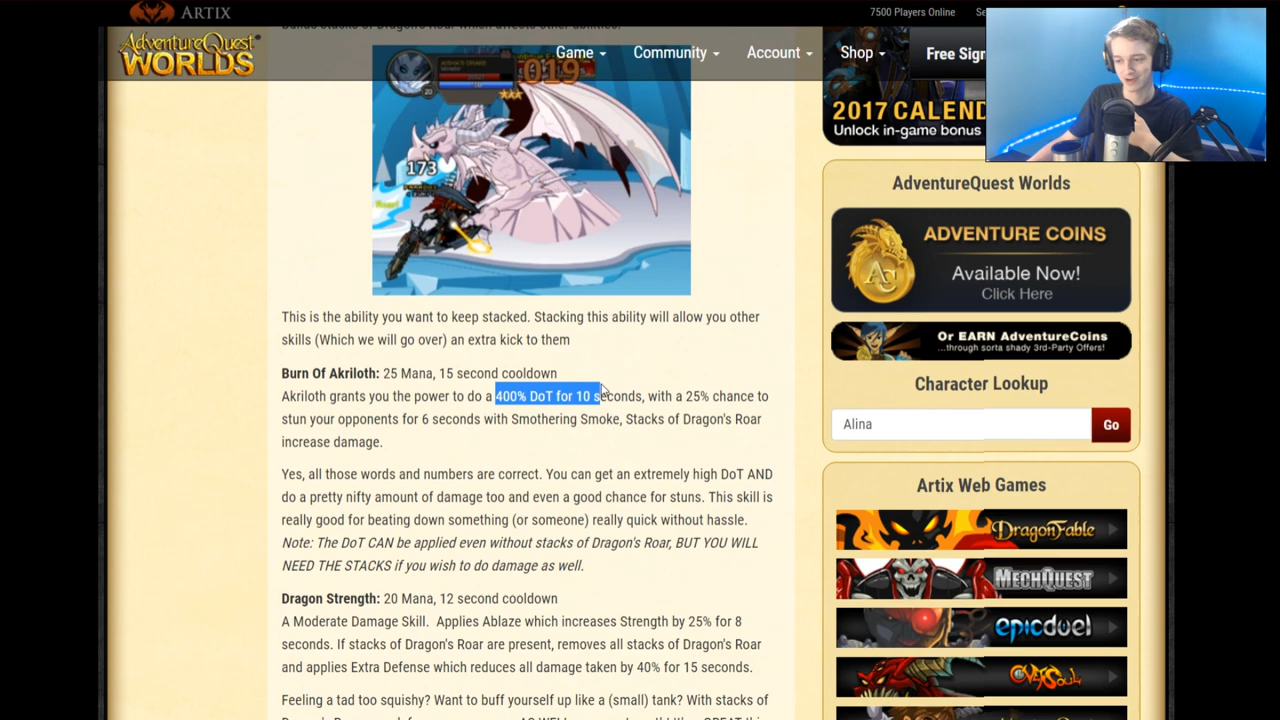 ARTIX
7500 Players Online
AdventureQuest
WORLDS
Game
Community
Account
Shop
Free Sign
019
173
20
2017 CALEND
Unlock in-game bonus
This is the ability you want to keep stacked. Stacking this ability will allow you other
skills (Which we will go over) an extra kick to them
Burn Of Akriloth: 25 Mana, 15 second cooldown
Akriloth grants you the power to do a 400% DoT for 10 seconds, with a 25% chance to
stun your opponents for 6 seconds with Smothering Smoke, Stacks of Dragon's Roar
increase damage.
Yes, all those words and numbers are correct. You can get an extremely high DoT AND
do a pretty nifty amount of damage too and even a good chance for stuns. This skill is
really good for beating down something (or someone) really quick without hassle.
Note: The DoT CAN be applied even without stacks of Dragon's Roar, BUT YOU WILL
NEED THE STACKS if you wish to do damage as well.
Dragon Strength: 20 Mana, 12 second cooldown
A Moderate Damage Skill. Applies Ablaze which increases Strength by 25% for 8
seconds. If stacks of Dragon's Roar are present, removes all stacks of Dragon's Roar
and applies Extra Defense which reduces all damage taken by 40% for 15 seconds.
Feeling a tad too squishy? Want to buff yourself up like a (small) tank? With stacks of
AdventureQuest Worlds
ADVENTURE COINS
AC
Available Now!
Click Here
Or EARN AdventureCoins
...through sorta shady 3rd-Party Offers!
Character Lookup
Alina
Go
Artix Web Games
DRAGONFABLE
MECHQUEST
epicduel
OVERSOUL